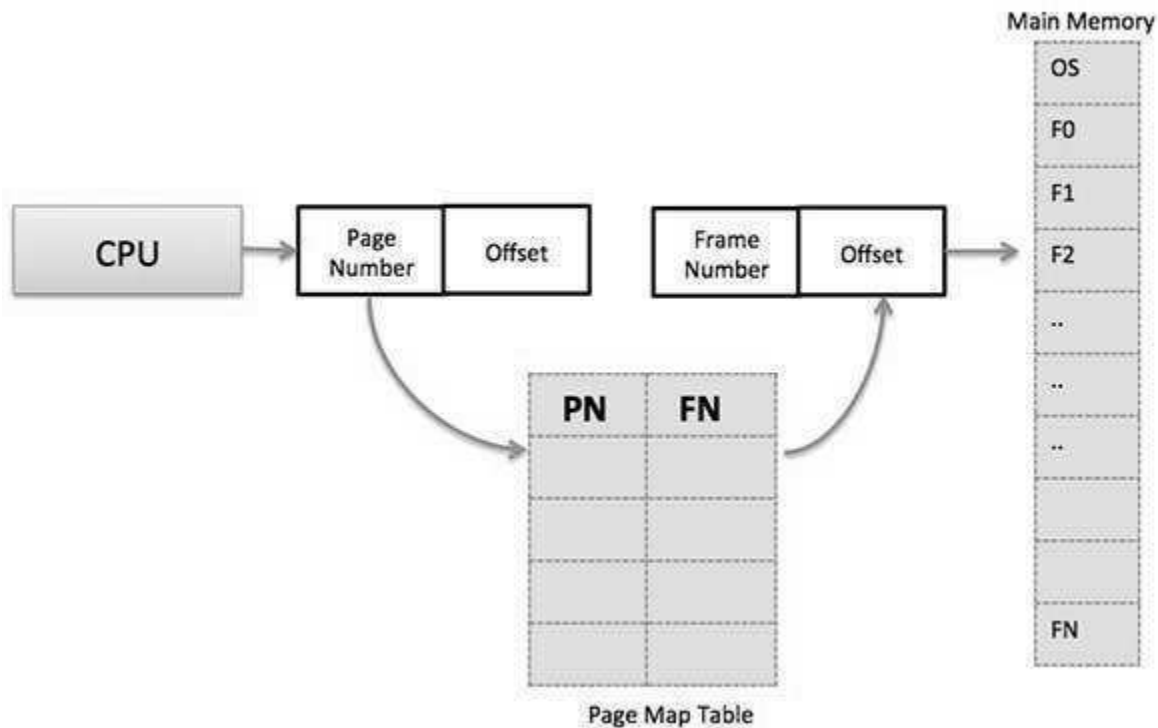 Main Memory
OS
F0
F1
F2
..
..
..
FN
CPU
Page
Number
Offset
Frame
Number
Offset
PN FN
Page Map Table